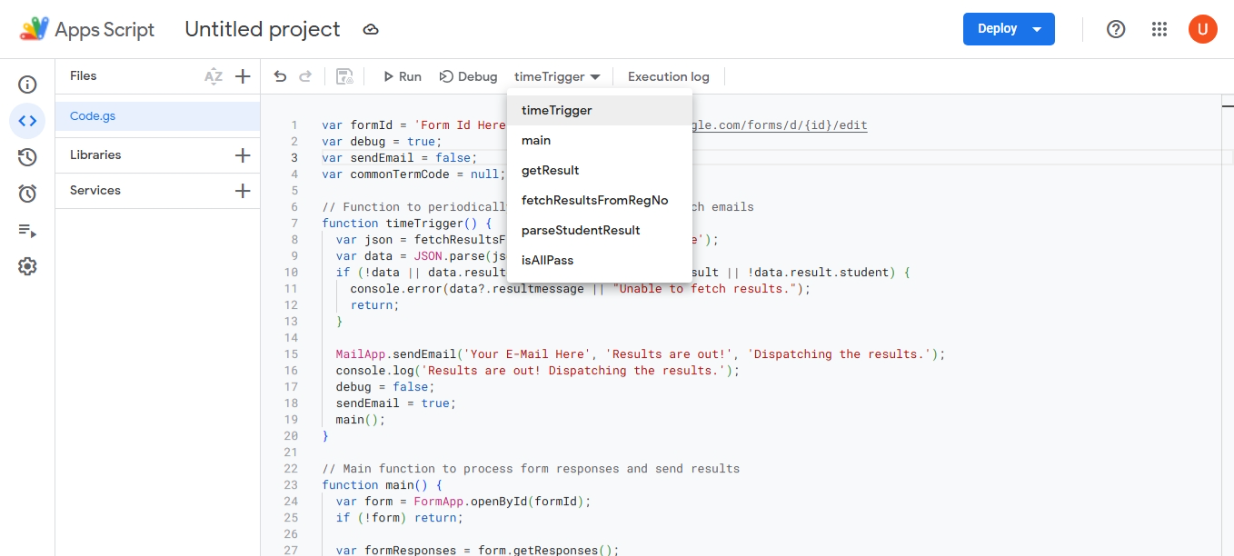 Apps Script
Untitled project
Deploy
U
Files
AZ
Run
Debug
timeTrigger
Execution log
Code.gs
Libraries
Services
timeTrigger
main
getResult
fetchResultsFromRegNo
parseStudentResult
isAllPass
1 var formId = 'Form Id Here gle.com/forms/d/{id}/edit
2 var debug = true;
3 var sendEmail = false;
4 var commonTermCode = null;
5
6 // Function to periodicall ch emails
7 function timeTrigger() {
8 var json = fetchResultsF e');
9 var data = JSON.parse(js
10 if (!data || data.result sult || !data.result.student) {
11 console.error(data?.resultmessage || "Unable to fetch results.");
12 return;
13 }
14
15 MailApp.sendEmail('Your E-Mail Here', 'Results are out!', 'Dispatching the results.');
16 console.log('Results are out! Dispatching the results.');
17 debug = false;
18 sendEmail = true;
19 main();
20 }
21
22 // Main function to process form responses and send results
23 function main() {
24 var form = FormApp.openById(formId);
25 if (!form) return;
26
27 var formResponses = form.getResponses();